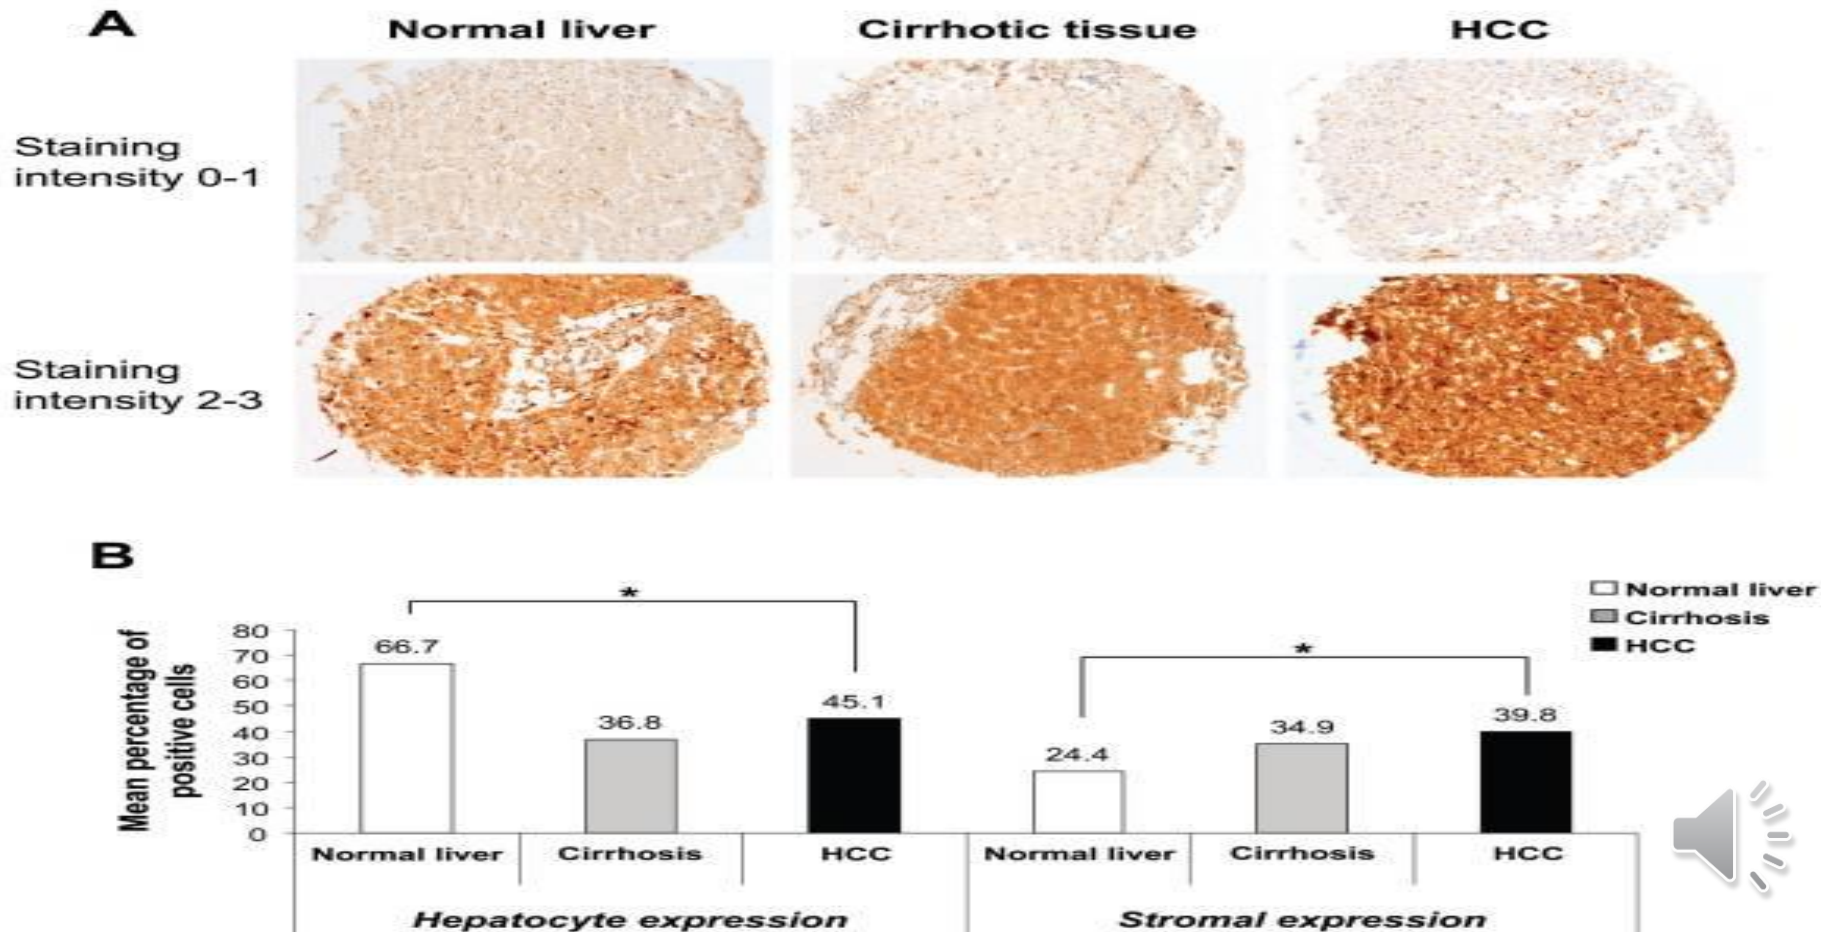 A
Normal liver
Cirrhotic tissue
HCC
Staining
intensity 0-1
Staining
intensity 2-3
B
*
*
Normal liver
Cirrhosis
HCC
Mean percentage of
positive cells
80
70
60
50
40
30
20
10
0
66.7
36.8
45.1
24.4
34.9
39.8
Normal liver
Cirrhosis
HCC
Normal liver
Cirrhosis
HCC
Hepatocyte expression
Stromal expression